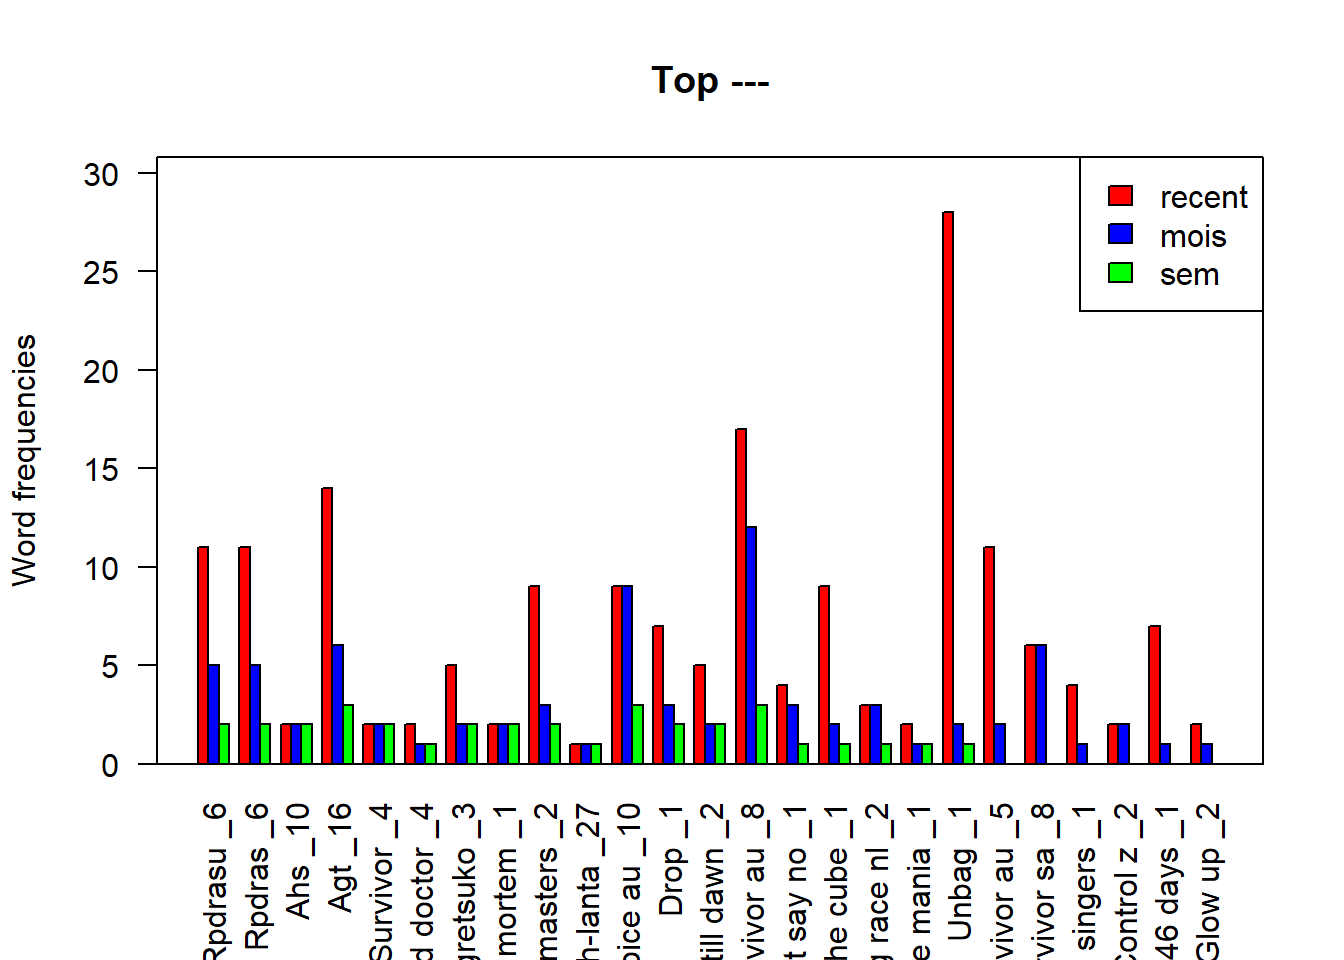 Top ---
30
25
20
15
10
5
0
Word frequencies
recent
mois
sem
Rpdrasu _6
Rpdras _6
Ahs _10
Agt _16
Survivor _4
d doctor _4
gretsuko _3
mortem _1
masters _2
h-lanta _27
oice au _10
Drop _1
till dawn _2
vivor au _8
t say no _1
he cube _1
g race nl _2
e mania _1
Unbag _1
vivor au _5
vivor sa _8
singers _1
Control z _2
46 days _1
Glow up _2